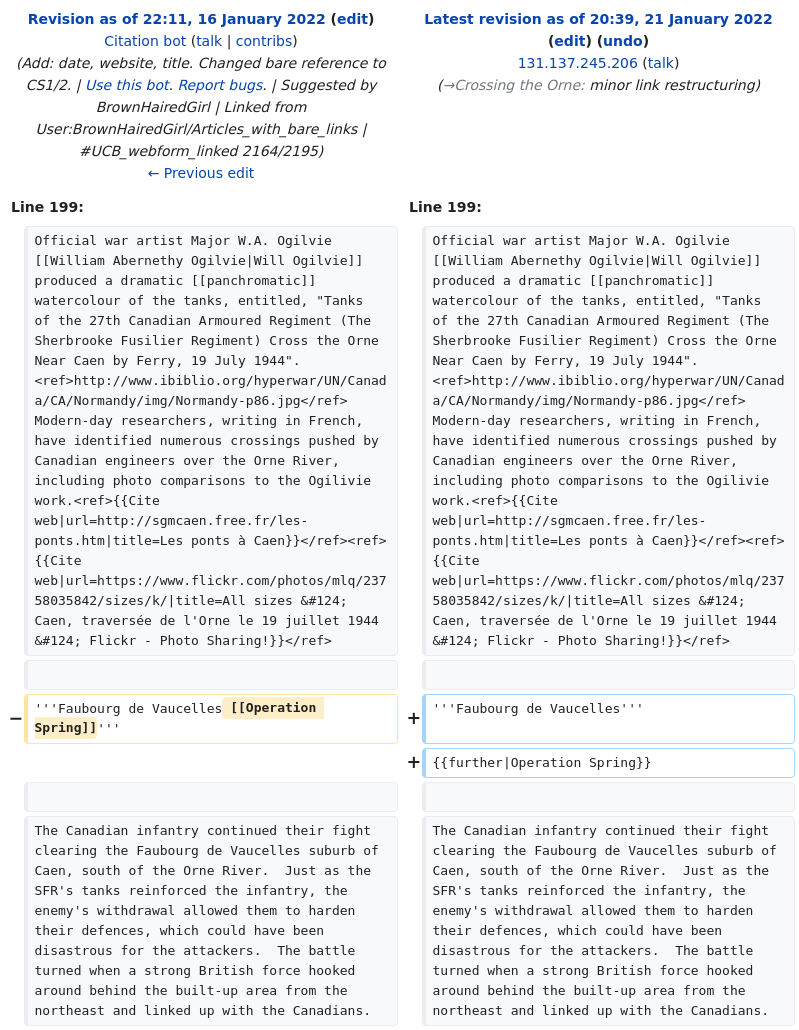 Revision as of 22:11, 16 January 2022 (edit)
Citation bot (talk | contribs)
(Add: date, website, title. Changed bare reference to
CS1/2. | Use this bot. Report bugs. | Suggested by
BrownHairedGirl | Linked from
User:BrownHairedGirl/Articles_with_bare_links |
#UCB_webform_linked 2164/2195)
← Previous edit
Latest revision as of 20:39, 21 January 2022
(edit) (undo)
131.137.245.206 (talk)
(→Crossing the Orne: minor link restructuring)
Line 199:
Official war artist Major W.A. Ogilvie
[[William Abernethy Ogilvie|Will Ogilvie]]
produced a dramatic [[panchromatic]]
watercolour of the tanks, entitled, "Tanks
of the 27th Canadian Armoured Regiment (The
Sherbrooke Fusilier Regiment) Cross the Orne
Near Caen by Ferry, 19 July 1944".
<ref>http://www.ibiblio.org/hyperwar/UN/Canad
a/CA/Normandy/img/Normandy-p86.jpg</ref>
Modern-day researchers, writing in French,
have identified numerous crossings pushed by
Canadian engineers over the Orne River,
including photo comparisons to the Ogilivie
work.<ref>{{Cite
web|url=http://sgmcaen.free.fr/les-
ponts.htm|title=Les ponts à Caen}}</ref><ref>
{{Cite
web|url=https://www.flickr.com/photos/mlq/237
58035842/sizes/k/|title=All sizes &#124;
Caen, traversée de l'Orne le 19 juillet 1944
&#124; Flickr - Photo Sharing!}}</ref>
− '''Faubourg de Vaucelles [[Operation
Spring]]'''
The Canadian infantry continued their fight
clearing the Faubourg de Vaucelles suburb of
Caen, south of the Orne River.  Just as the
SFR's tanks reinforced the infantry, the
enemy's withdrawal allowed them to harden
their defences, which could have been
disastrous for the attackers.  The battle
turned when a strong British force hooked
around behind the built-up area from the
northeast and linked up with the Canadians.
Line 199:
Official war artist Major W.A. Ogilvie
[[William Abernethy Ogilvie|Will Ogilvie]]
produced a dramatic [[panchromatic]]
watercolour of the tanks, entitled, "Tanks
of the 27th Canadian Armoured Regiment (The
Sherbrooke Fusilier Regiment) Cross the Orne
Near Caen by Ferry, 19 July 1944".
<ref>http://www.ibiblio.org/hyperwar/UN/Canad
a/CA/Normandy/img/Normandy-p86.jpg</ref>
Modern-day researchers, writing in French,
have identified numerous crossings pushed by
Canadian engineers over the Orne River,
including photo comparisons to the Ogilivie
work.<ref>{{Cite
web|url=http://sgmcaen.free.fr/les-
ponts.htm|title=Les ponts à Caen}}</ref><ref>
{{Cite
web|url=https://www.flickr.com/photos/mlq/237
58035842/sizes/k/|title=All sizes &#124;
Caen, traversée de l'Orne le 19 juillet 1944
&#124; Flickr - Photo Sharing!}}</ref>
+ '''Faubourg de Vaucelles'''
+ {{further|Operation Spring}}
The Canadian infantry continued their fight
clearing the Faubourg de Vaucelles suburb of
Caen, south of the Orne River.  Just as the
SFR's tanks reinforced the infantry, the
enemy's withdrawal allowed them to harden
their defences, which could have been
disastrous for the attackers.  The battle
turned when a strong British force hooked
around behind the built-up area from the
northeast and linked up with the Canadians.